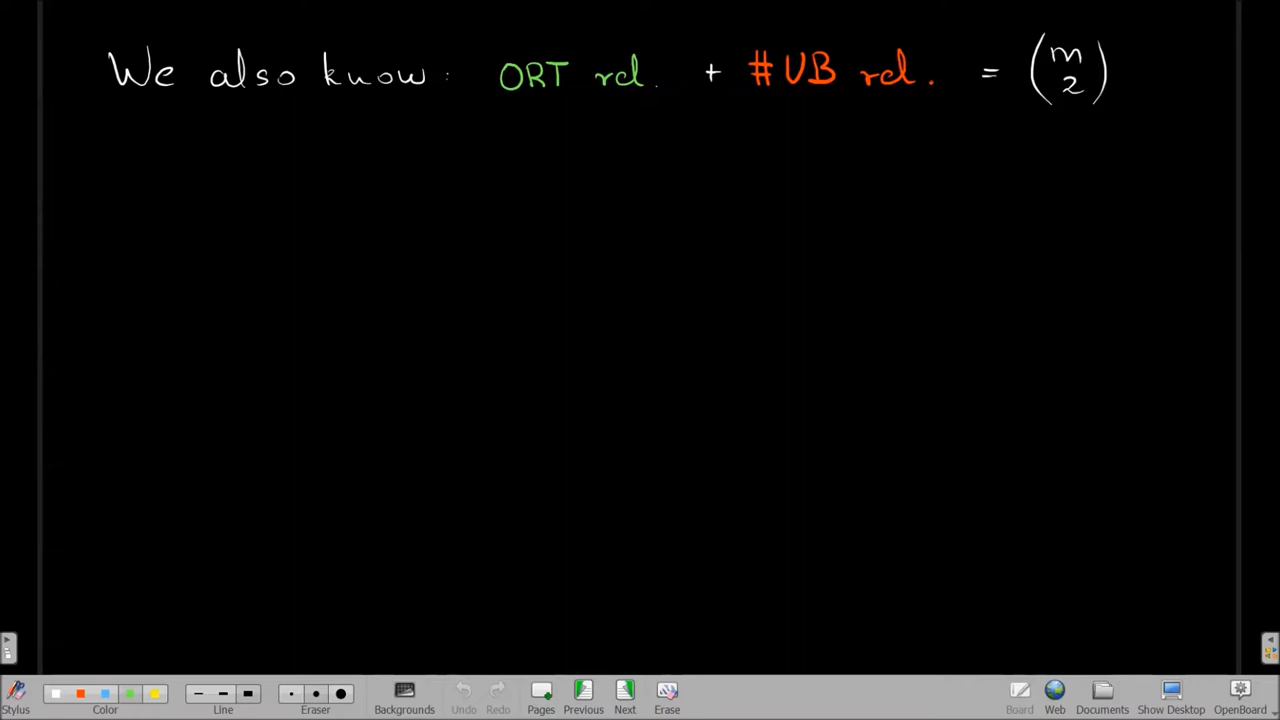 We also know: ORT rel. + #UB rel. = (m 2)
Stylus Color Line Eraser Backgrounds Undo Redo Pages Previous Next Erase Board Web Documents Show Desktop OpenBoard